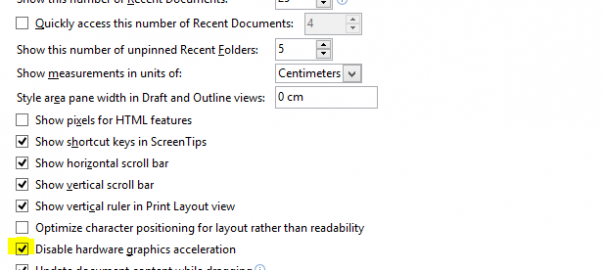 Show this number of Recent Documents: 25
Quickly access this number of Recent Documents: 4
Show this number of unpinned Recent Folders: 5
Show measurements in units of: Centimeters
Style area pane width in Draft and Outline views: 0 cm
Show pixels for HTML features
Show shortcut keys in ScreenTips
Show horizontal scroll bar
Show vertical scroll bar
Show vertical ruler in Print Layout view
Optimize character positioning for layout rather than readability
Disable hardware graphics acceleration
Update document content while dragging